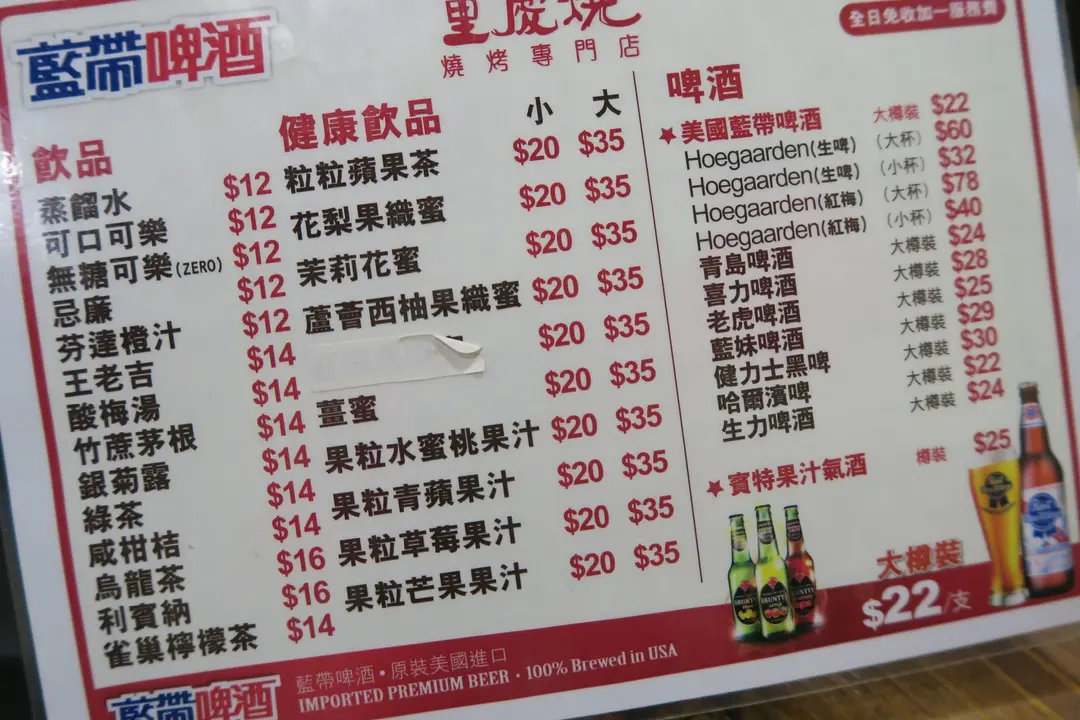 藍帶啤酒
燒烤專門店
全日免收加一服務費
飲品
蒸餾水 $12
可口可樂 $12
無糖可樂(ZERO) $12
忌廉 $12
芬達橙汁 $12
王老吉 $14
酸梅湯 $14
竹蔗茅根 $14
銀菊露 $14
綠茶 $14
咸柑桔 $14
烏龍茶 $16
利賓納 $16
雀巢檸檬茶 $14
健康飲品 小 大
粒粒蘋果茶 $20 $35
花梨果織蜜 $20 $35
茉莉花蜜 $20 $35
蘆薈西柚果織蜜 $20 $35
$20 $35
薑蜜 $20 $35
果粒水蜜桃果汁 $20 $35
果粒青蘋果汁 $20 $35
果粒草莓果汁 $20 $35
果粒芒果果汁 $20 $35
啤酒
★美國藍帶啤酒 大樽裝 $22
Hoegaarden(生啤) (大杯) $60
Hoegaarden(生啤) (小杯) $32
Hoegaarden(紅梅) (大杯) $78
Hoegaarden(紅梅) (小杯) $40
青島啤酒 大樽裝 $24
喜力啤酒 大樽裝 $28
老虎啤酒 大樽裝 $25
藍妹啤酒 大樽裝 $29
健力士黑啤 大樽裝 $30
哈爾濱啤 大樽裝 $22
生力啤酒 大樽裝 $24
★賓特果汁氣酒 樽裝 $25
大樽裝
$22/支
藍帶啤酒
藍帶啤酒・原裝美國進口
IMPORTED PREMIUM BEER・100% Brewed in USA